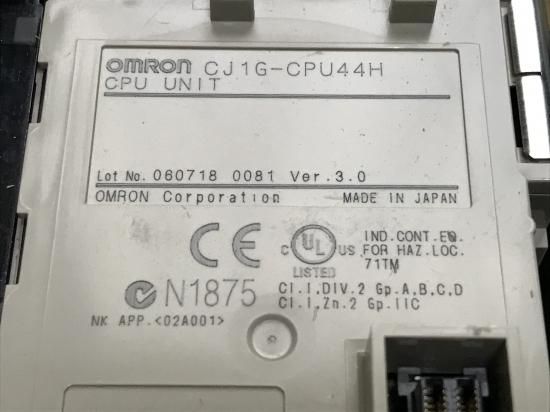 OMRON CJ1G-CPU44H
CPU UNIT
Lot No. 060718 0081 Ver.3.0
OMRON Corporation MADE IN JAPAN
CE
C UL US
LISTED
IND.CONT.EQ.
FOR HAZ.LOC.
71TM
N1875
Cl.I,DIV.2 Gp.A,B,C,D
Cl.I,Zn.2 Gp.IIC
NK APP.<02A001>